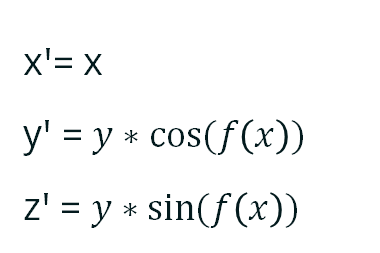 x'= x
y' = y * cos(f(x))
z' = y * sin(f(x))